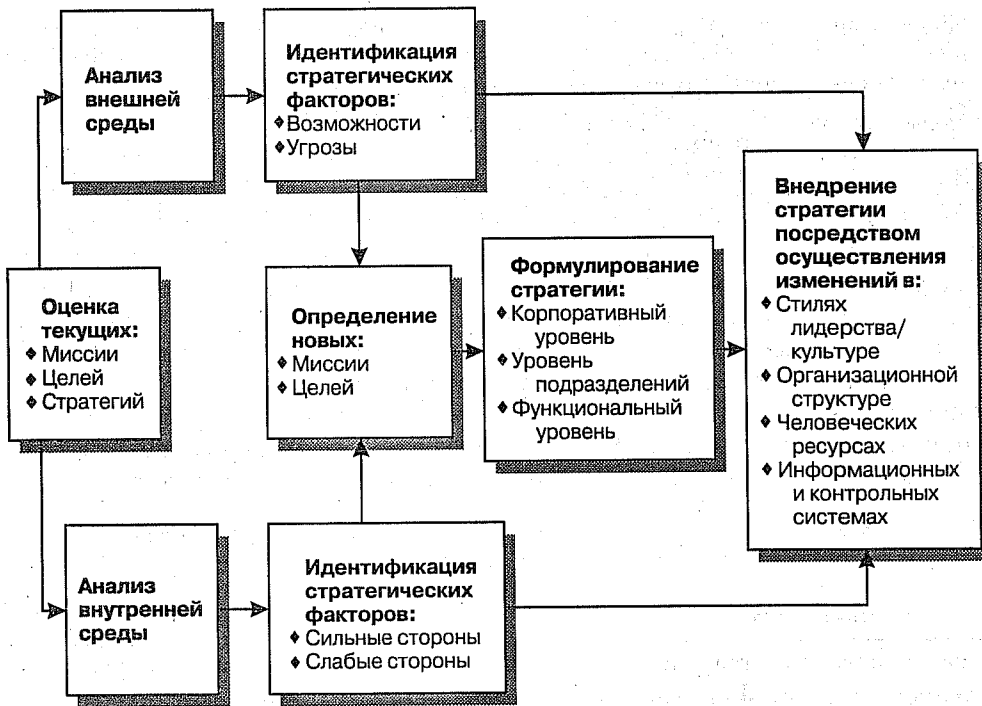 Анализ
внешней
среды
Идентификация
стратегических
факторов:
Возможности
Угрозы
Оценка
текущих:
Миссии
Целей
Стратегий
Определение
новых:
Миссии
Целей
Формулирование
стратегии:
Корпоративный
уровень
Уровень
подразделений
Функциональный
уровень
Внедрение
стратегии
посредством
осуществления
изменений в:
Стилях
лидерства/
культуре
Организационной
структуре
Человеческих
ресурсах
Информационных
и контрольных
системах
Анализ
внутренней
среды
Идентификация
стратегических
факторов:
Сильные стороны
Слабые стороны